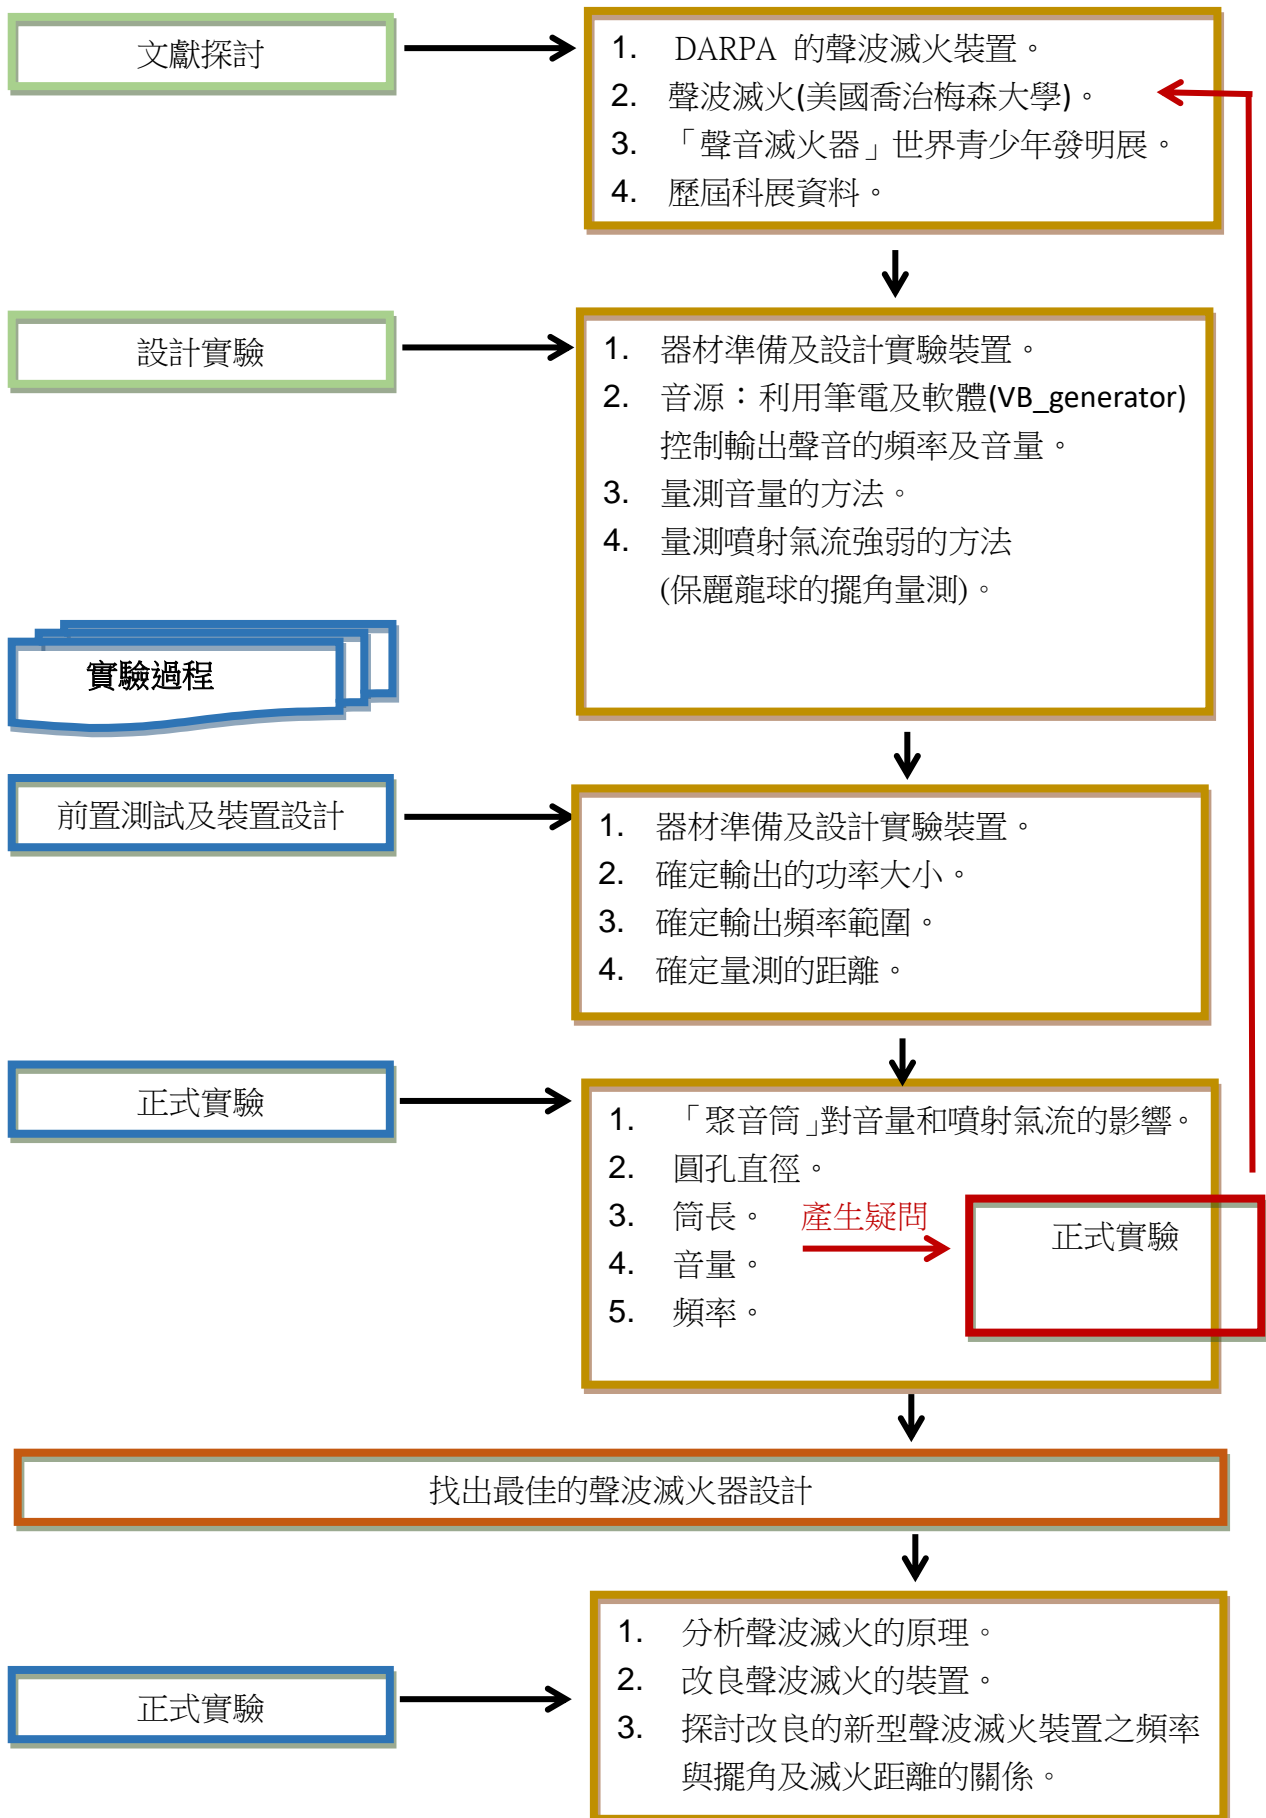 文獻探討
1. DARPA 的聲波滅火裝置。
2. 聲波滅火(美國喬治梅森大學)。
3. 「聲音滅火器」世界青少年發明展。
4. 歷屆科展資料。
設計實驗
1. 器材準備及設計實驗裝置。
2. 音源：利用筆電及軟體(VB_generator)
控制輸出聲音的頻率及音量。
3. 量測音量的方法。
4. 量測噴射氣流強弱的方法
(保麗龍球的擺角量測)。
實驗過程
前置測試及裝置設計
1. 器材準備及設計實驗裝置。
2. 確定輸出的功率大小。
3. 確定輸出頻率範圍。
4. 確定量測的距離。
正式實驗
1. 「聚音筒」對音量和噴射氣流的影響。
2. 圓孔直徑。
3. 筒長。
4. 音量。
5. 頻率。
產生疑問
正式實驗
找出最佳的聲波滅火器設計
正式實驗
1. 分析聲波滅火的原理。
2. 改良聲波滅火的裝置。
3. 探討改良的新型聲波滅火裝置之頻率
與擺角及滅火距離的關係。